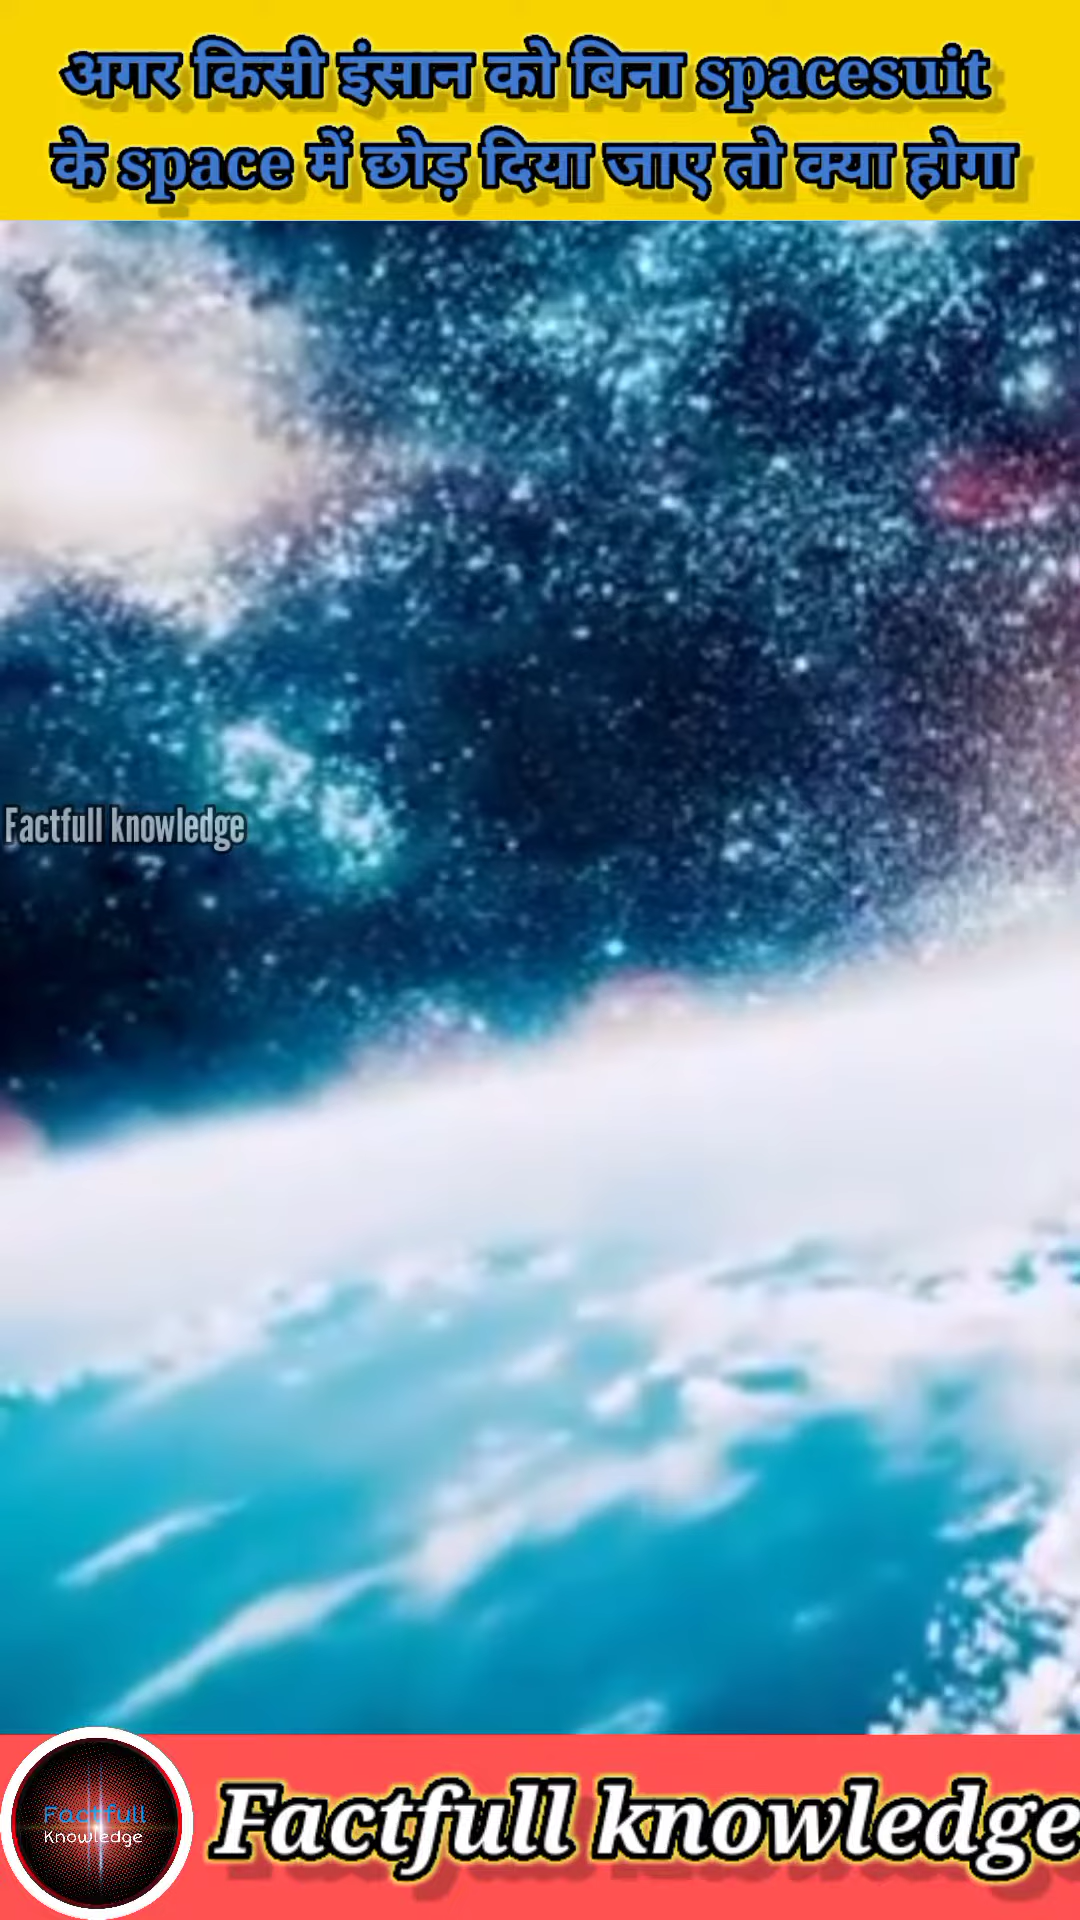 अगर किसी इंसान को बिना spacesuit
के space में छोड़ दिया जाए तो क्या होगा
Factfull knowledge
Factfull
Knowledge
Factfull knowledge